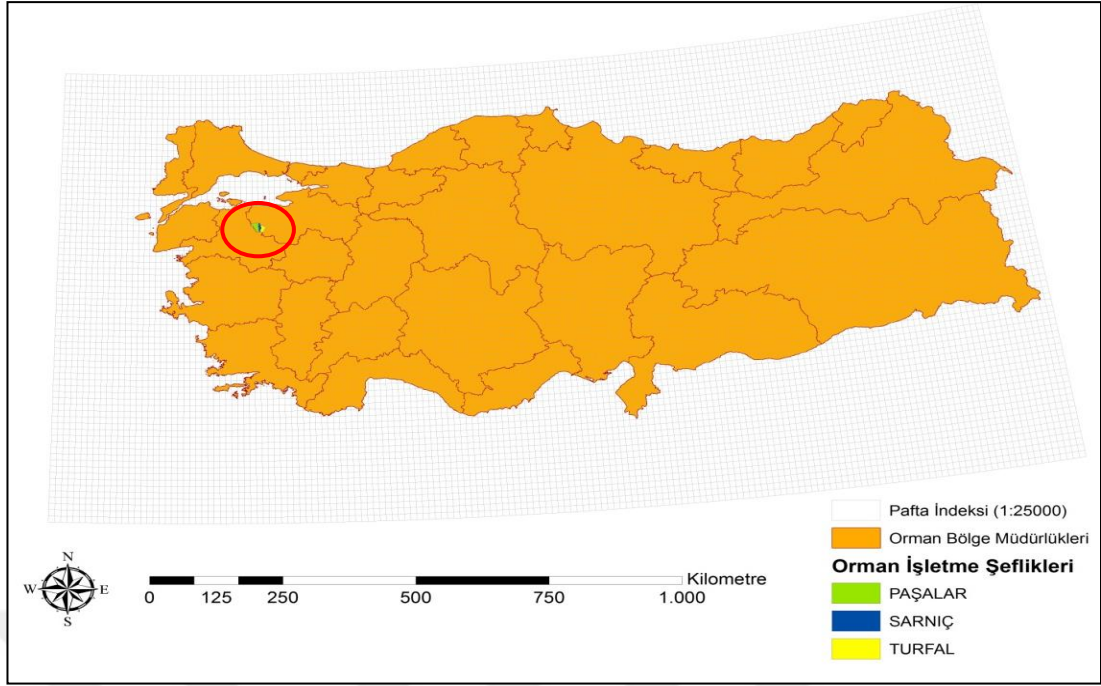 Pafta İndeksi (1:25000)
Orman Bölge Müdürlükleri
Orman İşletme Şeflikleri
PAŞALAR
SARNIÇ
TURFAL
N
W E
S
Kilometre
0 125 250 500 750 1.000